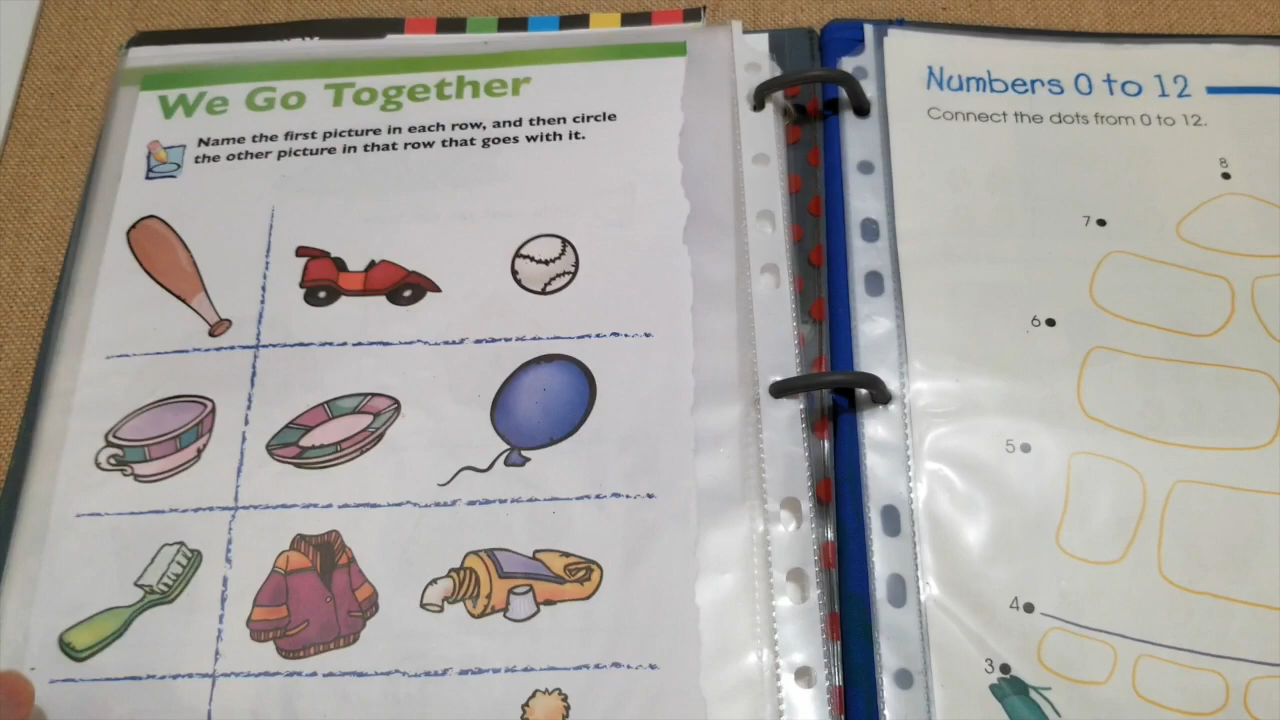 We Go Together
Name the first picture in each row, and then circle
the other picture in that row that goes with it.
Numbers 0 to 12
Connect the dots from 0 to 12.
8
7
6
5
4
3